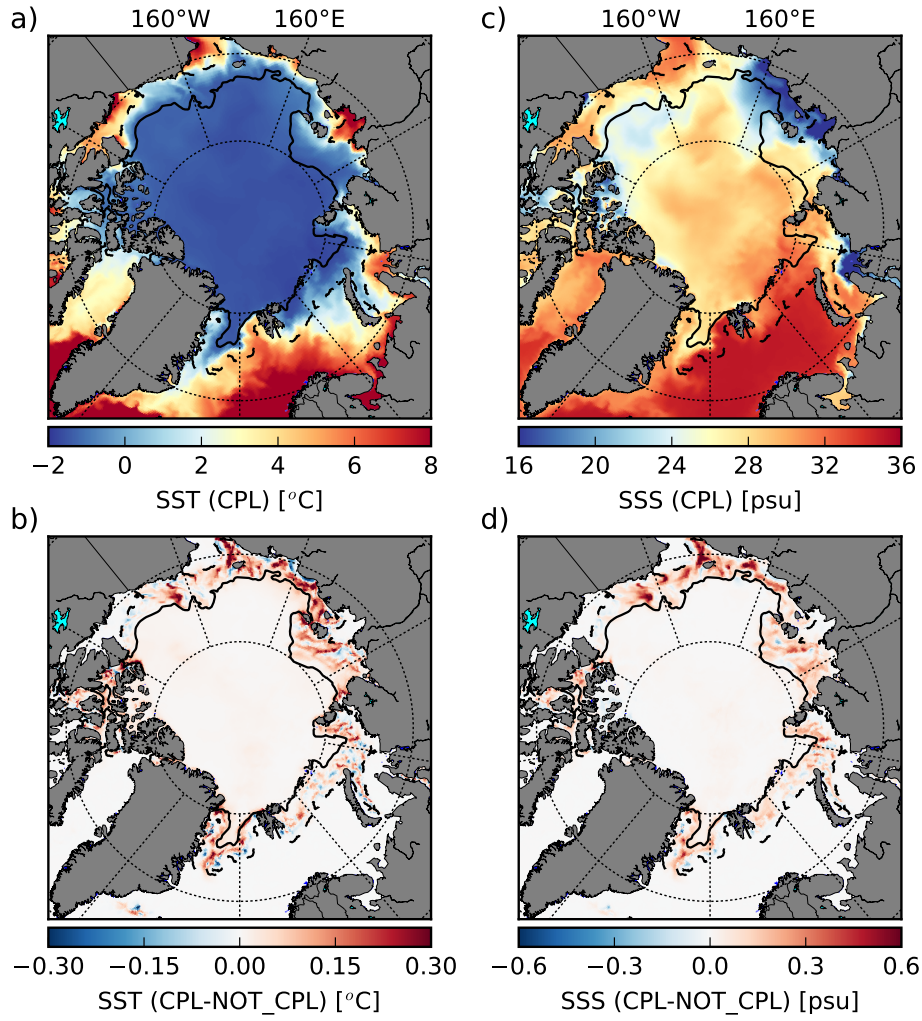 a) 160°W 160°E
c) 160°W 160°E
−2 0 2 4 6 8
SST (CPL) [°C]
16 20 24 28 32 36
SSS (CPL) [psu]
b)
d)
−0.30 −0.15 0.00 0.15 0.30
SST (CPL-NOT_CPL) [°C]
−0.6 −0.3 0.0 0.3 0.6
SSS (CPL-NOT_CPL) [psu]